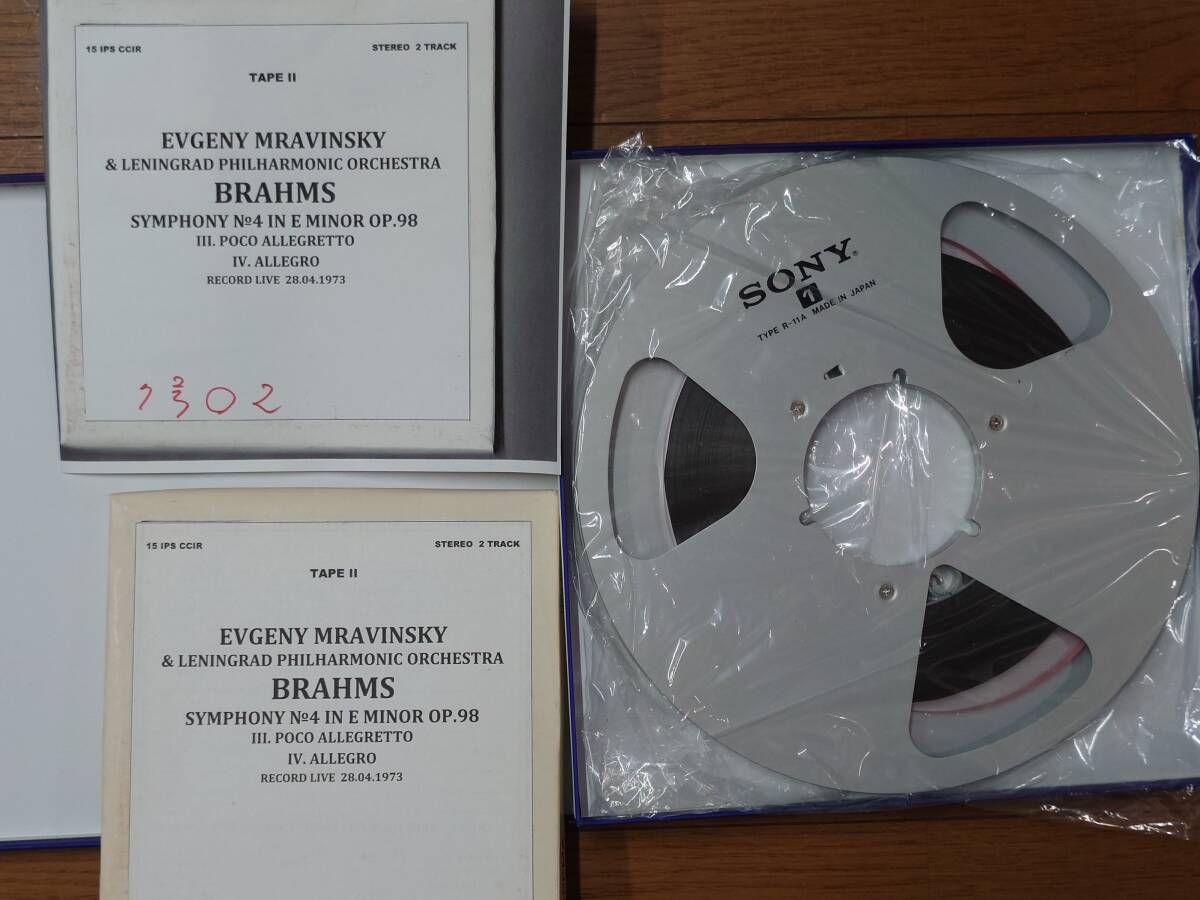 15 IPS CCIR
STEREO 2 TRACK
TAPE II
EVGENY MRAVINSKY
& LENINGRAD PHILHARMONIC ORCHESTRA
BRAHMS
SYMPHONY №4 IN E MINOR OP.98
III. POCO ALLEGRETTO
IV. ALLEGRO
RECORD LIVE 28.04.1973
15 IPS CCIR
STEREO 2 TRACK
TAPE II
EVGENY MRAVINSKY
& LENINGRAD PHILHARMONIC ORCHESTRA
BRAHMS
SYMPHONY №4 IN E MINOR OP.98
III. POCO ALLEGRETTO
IV. ALLEGRO
RECORD LIVE 28.04.1973
SONY®
1
TYPE R-11A MADE IN JAPAN